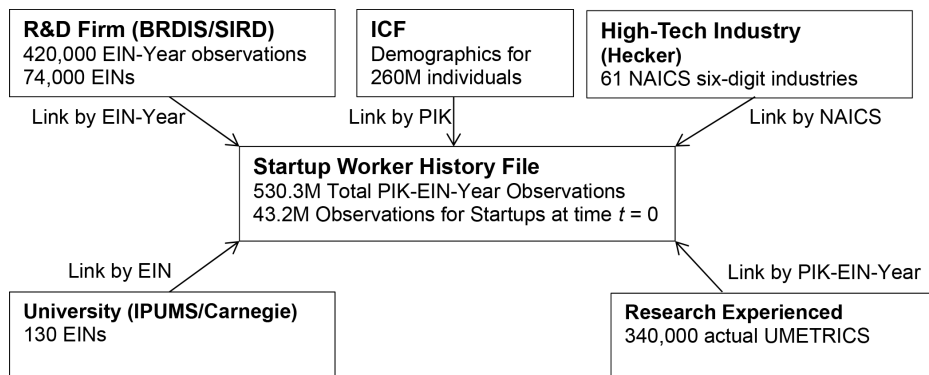 R&D Firm (BRDIS/SIRD)
420,000 EIN-Year observations
74,000 EINs
ICF
Demographics for
260M individuals
High-Tech Industry
(Hecker)
61 NAICS six-digit industries
Link by EIN-Year
Link by PIK
Link by NAICS
Startup Worker History File
530.3M Total PIK-EIN-Year Observations
43.2M Observations for Startups at time t = 0
Link by EIN
Link by PIK-EIN-Year
University (IPUMS/Carnegie)
130 EINs
Research Experienced
340,000 actual UMETRICS